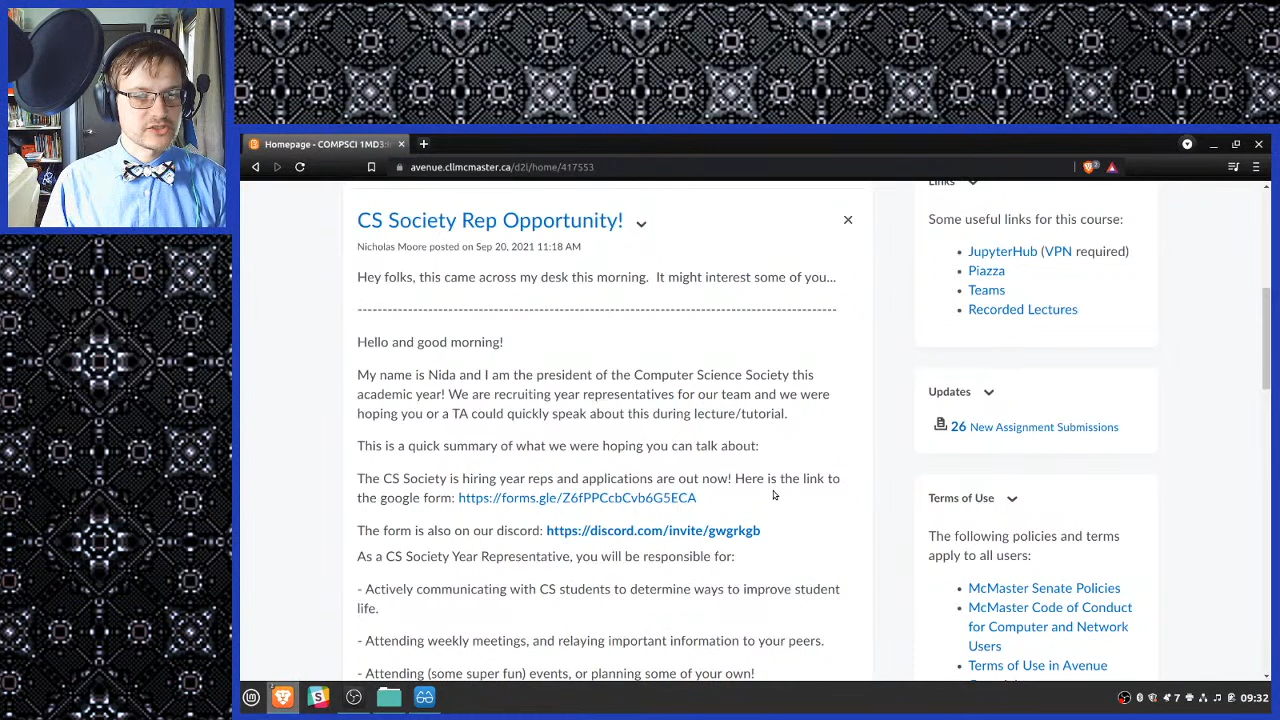 Homepage - COMPSCI 1MD3:
avenue.cllmcmaster.ca/d2l/home/417553
2
CS Society Rep Opportunity!
Nicholas Moore posted on Sep 20, 2021 11:18 AM
Hey folks, this came across my desk this morning.  It might interest some of you...
-----------------------------------------------------------------------------------------------
Hello and good morning!
My name is Nida and I am the president of the Computer Science Society this
academic year! We are recruiting year representatives for our team and we were
hoping you or a TA could quickly speak about this during lecture/tutorial.
This is a quick summary of what we were hoping you can talk about:
The CS Society is hiring year reps and applications are out now! Here is the link to
the google form: https://forms.gle/Z6fPPCcbCvb6G5ECA
The form is also on our discord: https://discord.com/invite/gwgrkgb
As a CS Society Year Representative, you will be responsible for:
- Actively communicating with CS students to determine ways to improve student
life.
- Attending weekly meetings, and relaying important information to your peers.
- Attending (some super fun) events, or planning some of your own!
Links
Some useful links for this course:
JupyterHub (VPN required)
Piazza
Teams
Recorded Lectures
Updates
26 New Assignment Submissions
Terms of Use
The following policies and terms
apply to all users:
McMaster Senate Policies
McMaster Code of Conduct
for Computer and Network
Users
Terms of Use in Avenue
7
09:32